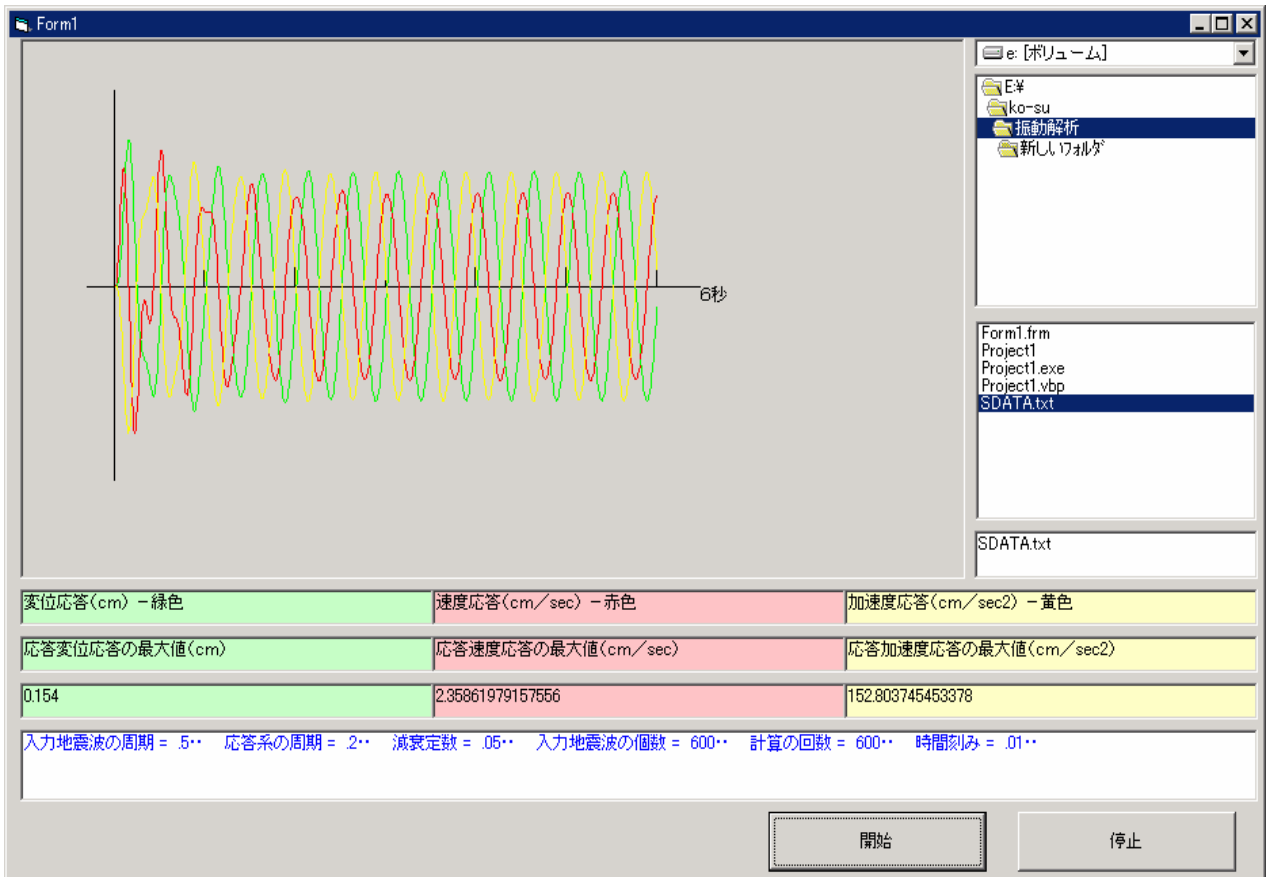 Form1
e: [ボリューム]
E:¥
ko-su
振動解析
新しいフォルダ
6秒
Form1.frm
Project1
Project1.exe
Project1.vbp
SDATA.txt
SDATA.txt
変位応答(cm) －緑色
速度応答(cm／sec) －赤色
加速度応答(cm／sec2) －黄色
応答変位応答の最大値(cm)
応答速度応答の最大値(cm／sec)
応答加速度応答の最大値(cm／sec2)
0.154
2.35861979157556
152.803745453378
入力地震波の周期 = .5･･ 応答系の周期 = .2･･ 減衰定数 = .05･･ 入力地震波の個数 = 600･･ 計算の回数 = 600･･ 時間刻み = .01･･
開始
停止